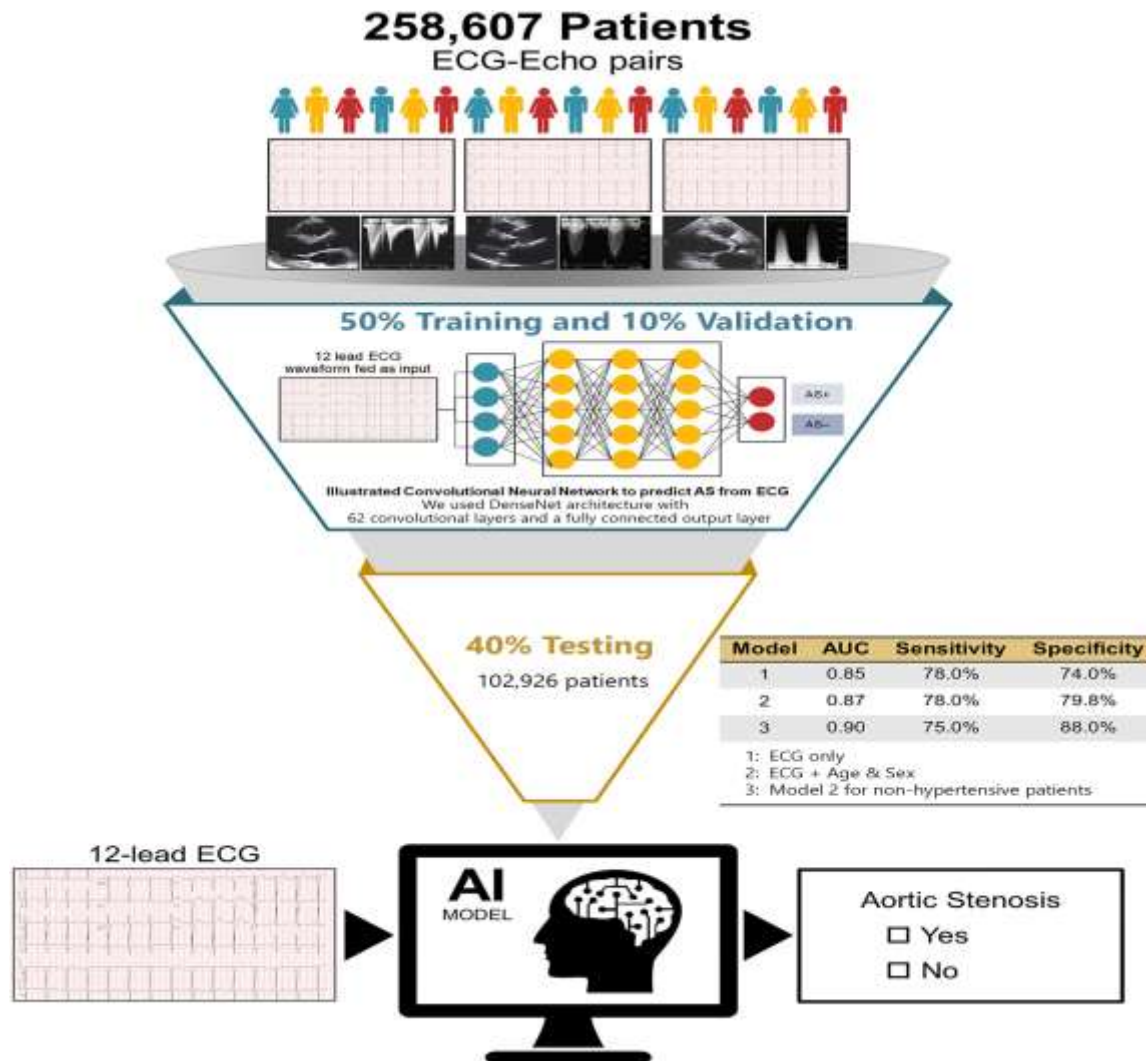 258,607 Patients
ECG-Echo pairs
50% Training and 10% Validation
12 lead ECG
waveform fed as input
AS+
AS–
Illustrated Convolutional Neural Network to predict AS from ECG
We used DenseNet architecture with
62 convolutional layers and a fully connected output layer
40% Testing
102,926 patients
Model AUC Sensitivity Specificity
1 0.85 78.0% 74.0%
2 0.87 78.0% 79.8%
3 0.90 75.0% 88.0%
1: ECG only
2: ECG + Age & Sex
3: Model 2 for non-hypertensive patients
12-lead ECG
AI
MODEL
Aortic Stenosis
Yes
No